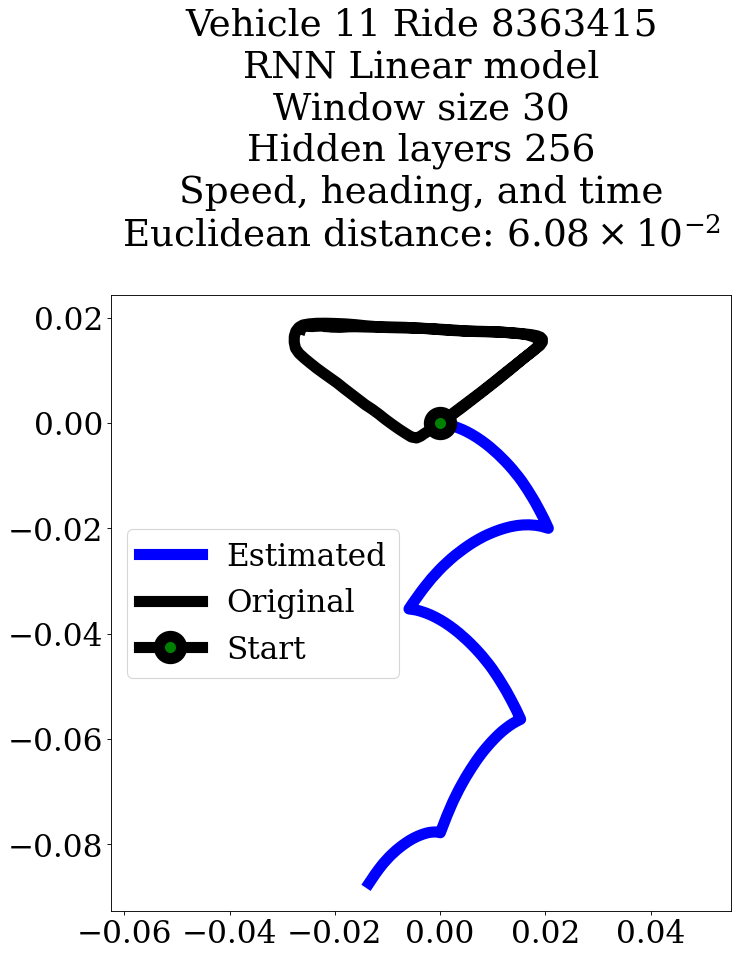 Vehicle 11 Ride 8363415
RNN Linear model
Window size 30
Hidden layers 256
Speed, heading, and time
Euclidean distance: 6.08 × 10⁻²
0.02
0.00
−0.02
−0.04
−0.06
−0.08
Estimated
Original
Start
−0.06 −0.04 −0.02 0.00 0.02 0.04